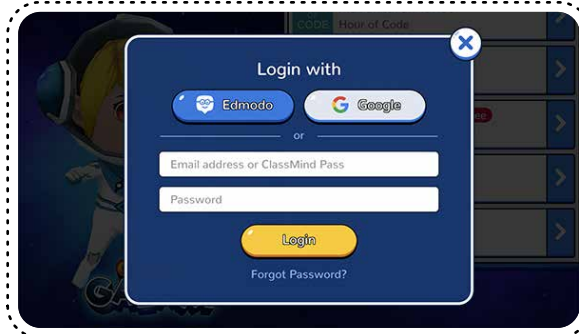 CODE Hour of Code
Login with
Edmodo
Google
or
Email address or ClassMind Pass
Password
Login
Forgot Password?